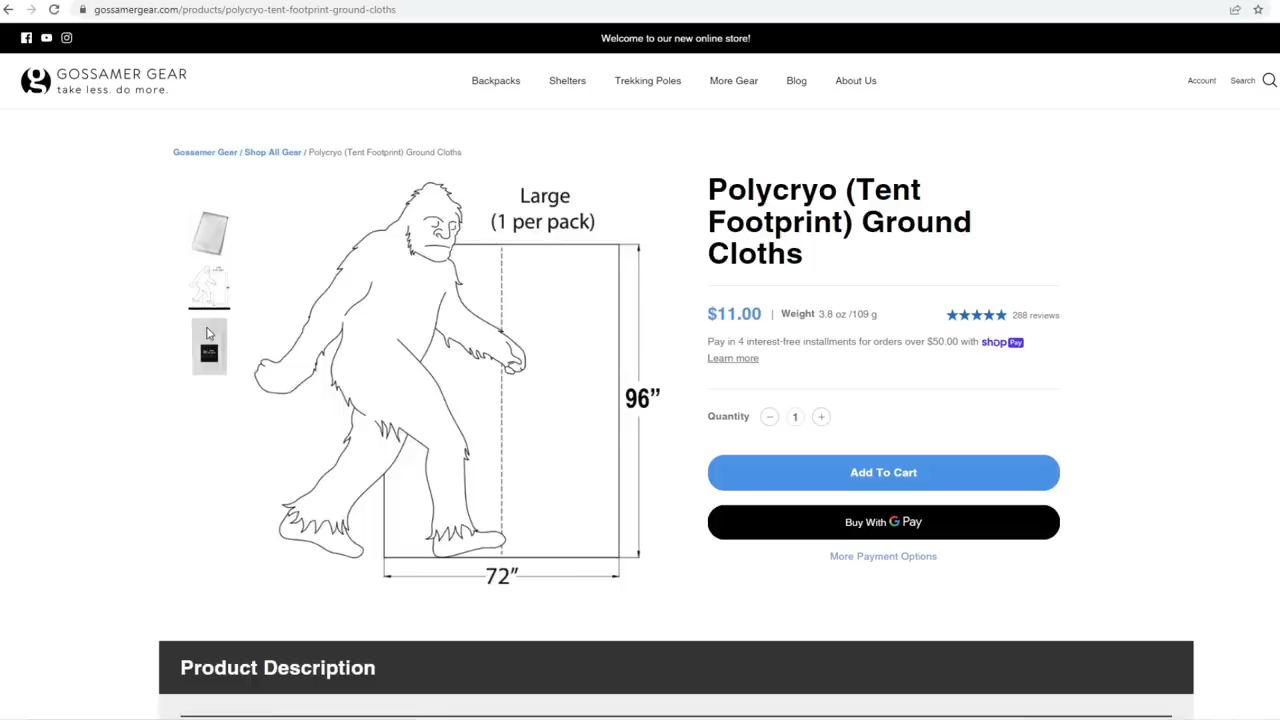 gossamergear.com/products/polycryo-tent-footprint-ground-cloths
Welcome to our new online store!
GOSSAMER GEAR
take less. do more.
Backpacks Shelters Trekking Poles More Gear Blog About Us
Account Search
Gossamer Gear / Shop All Gear / Polycryo (Tent Footprint) Ground Cloths
Large
(1 per pack)
96”
72”
Polycryo (Tent
Footprint) Ground
Cloths
$11.00 | Weight 3.8 oz /109 g 288 reviews
Pay in 4 interest-free installments for orders over $50.00 with shop Pay
Learn more
Quantity − 1 +
Add To Cart
Buy With G Pay
More Payment Options
Product Description